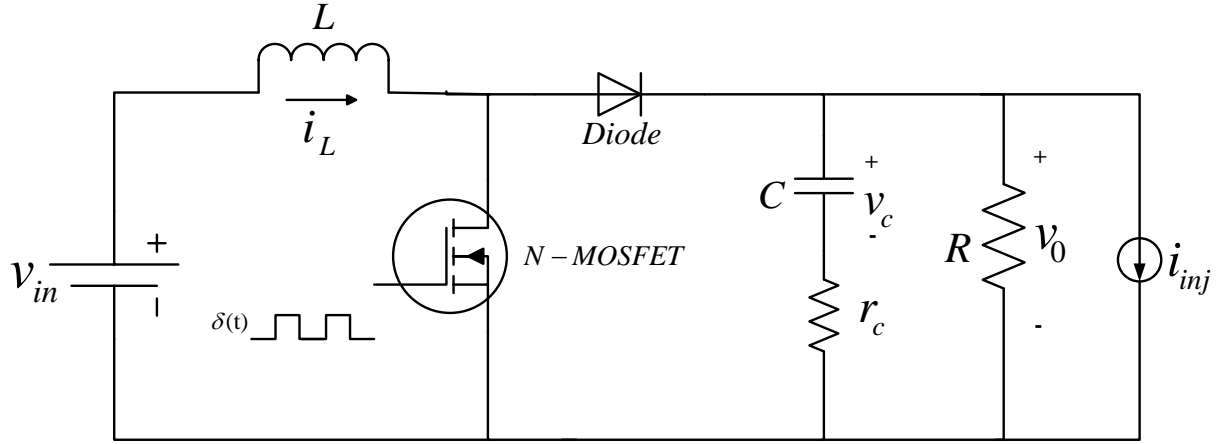 L
i_L
Diode
+
C
v_c
-
+
R
v_0
-
i_inj
N – MOSFET
v_in
+
–
δ(t)
r_c